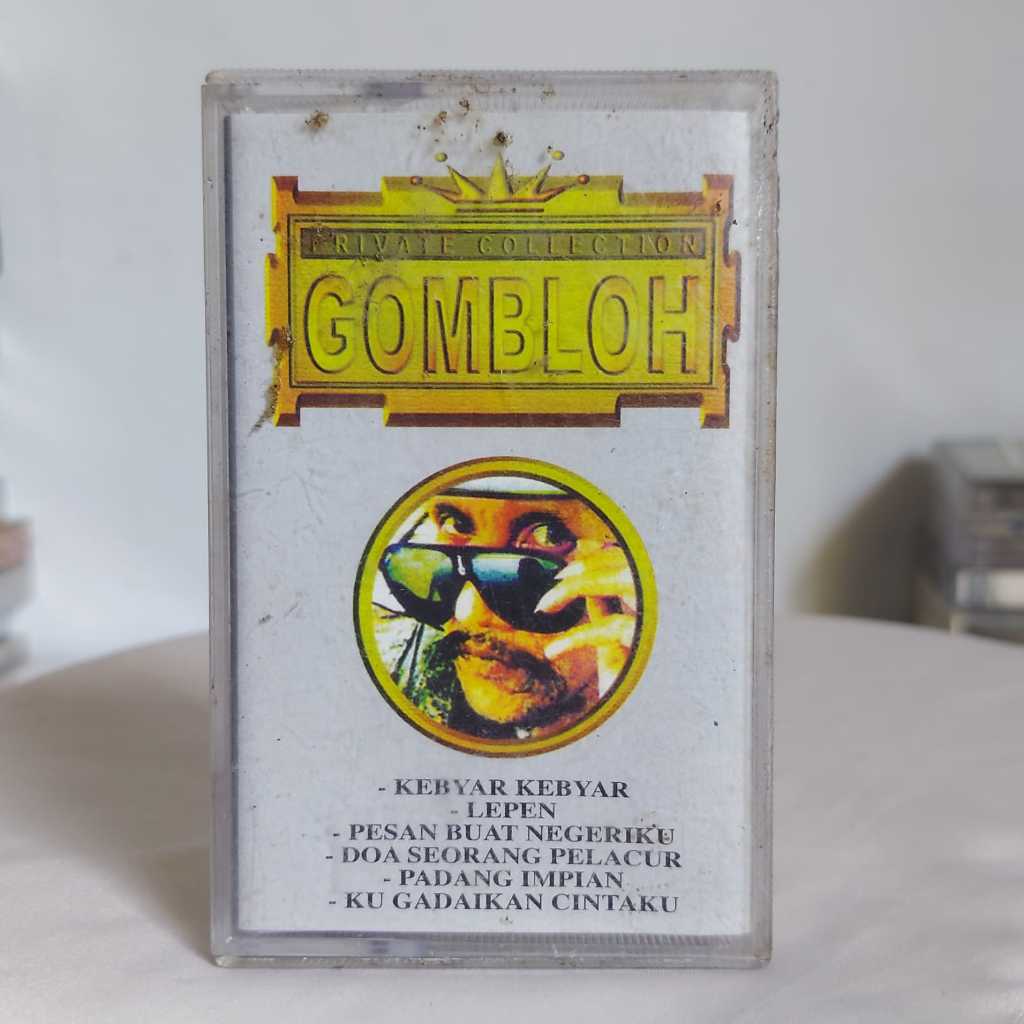 PRIVATE COLLECTION
GOMBLOH
- KEBYAR KEBYAR
- LEPEN
- PESAN BUAT NEGERIKU
- DOA SEORANG PELACUR
- PADANG IMPIAN
- KU GADAIKAN CINTAKU